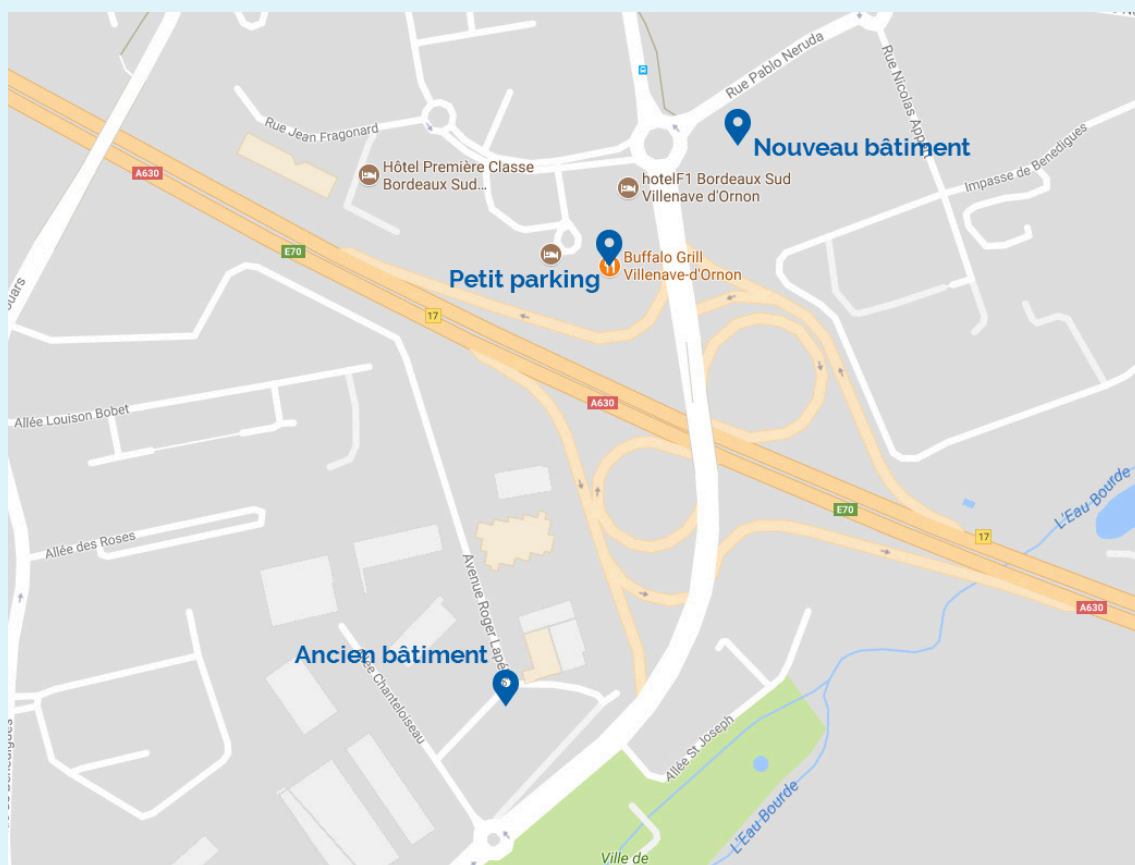 Rue Pablo Neruda
Rue Nicolas Appert
Rue Jean Fragonard
Nouveau bâtiment
Hôtel Première Classe
Bordeaux Sud...
A630
hotelF1 Bordeaux Sud
Villenave d'Ornon
Impasse de Benedigues
E70
Buffalo Grill
Villenave-d'Ornon
Petit parking
17
A630
Allée Louison Bobet
L'Eau Bourde
E70
17
Allée des Roses
A630
Avenue Roger Lapé
Ancien bâtiment
Chanteloiseau
Allée St Joseph
L'Eau Bourde
Ville de